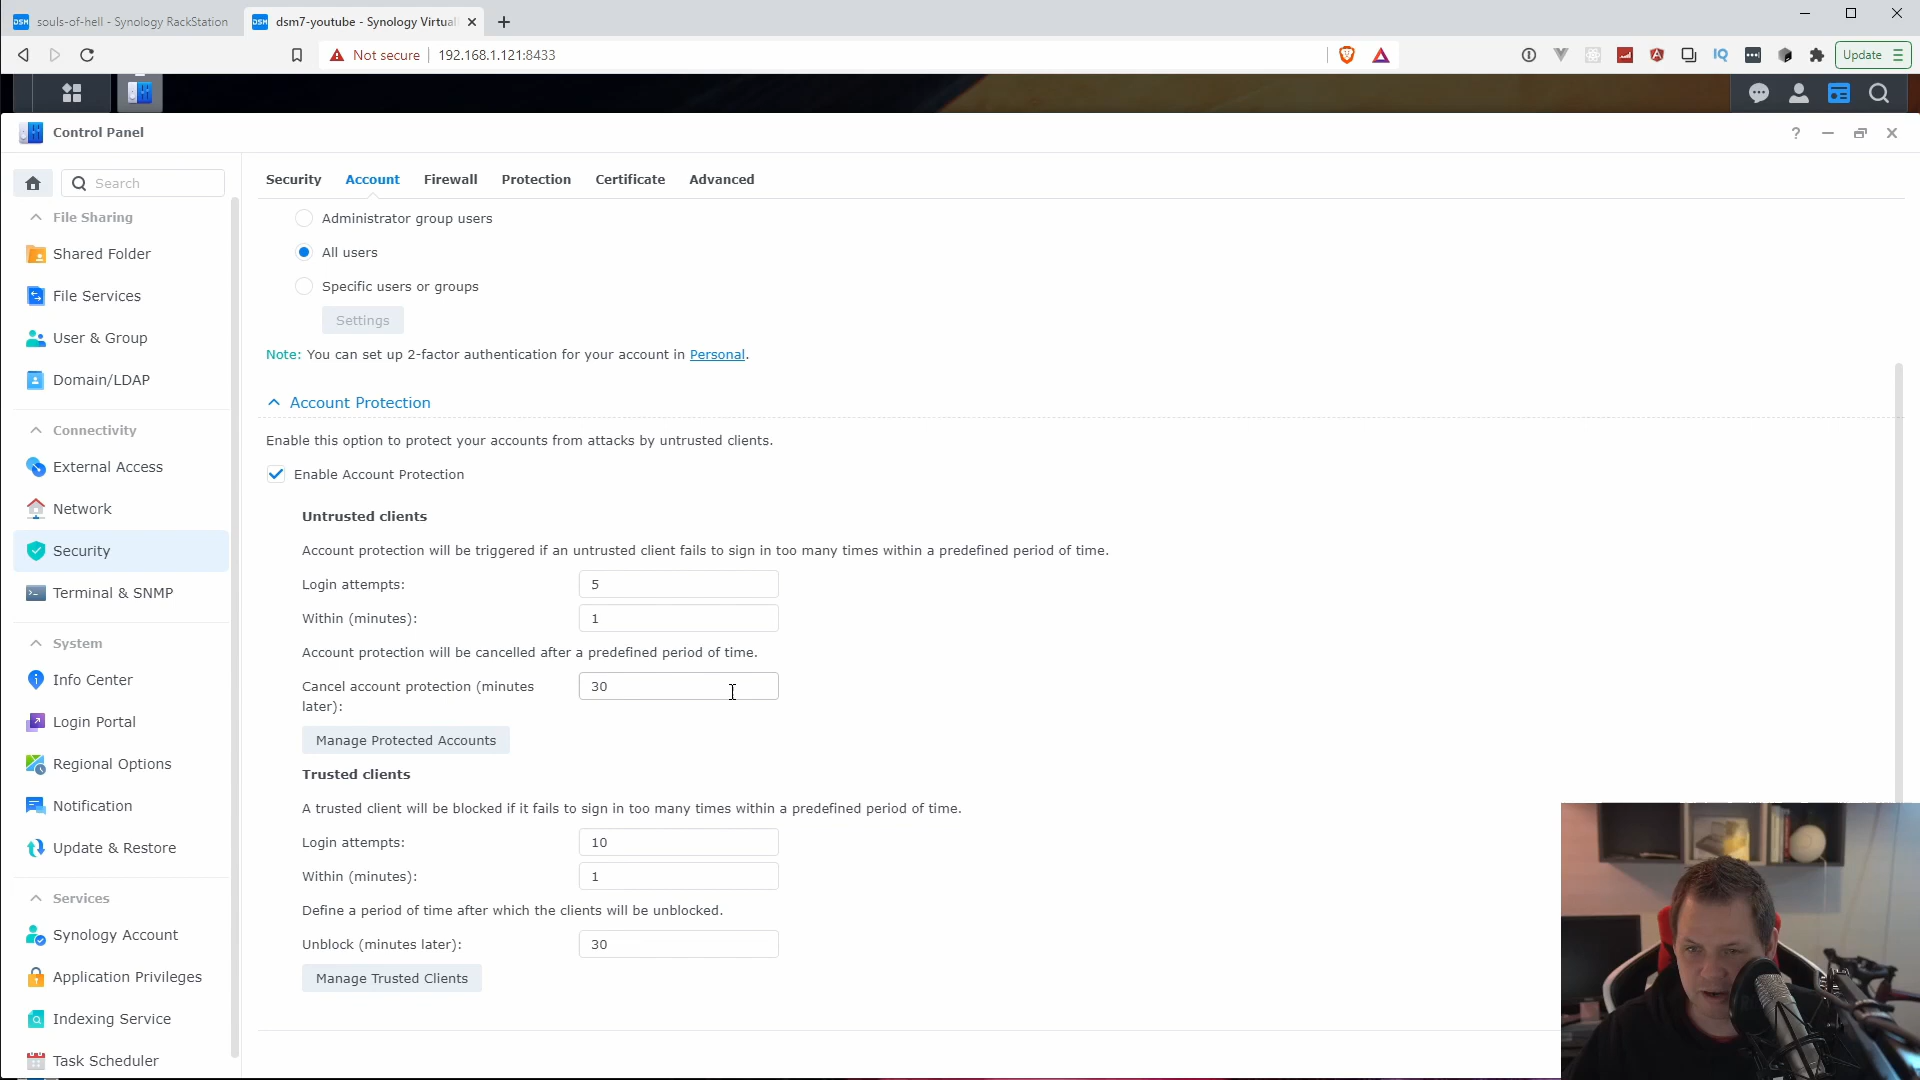 souls-of-hell - Synology RackStation
dsm7-youtube - Synology Virtual
Not secure
192.168.1.121:8433
Update
Control Panel
Search
File Sharing
Shared Folder
File Services
User & Group
Domain/LDAP
Connectivity
External Access
Network
Security
Terminal & SNMP
System
Info Center
Login Portal
Regional Options
Notification
Update & Restore
Services
Synology Account
Application Privileges
Indexing Service
Task Scheduler
Security Account Firewall Protection Certificate Advanced
Administrator group users
All users
Specific users or groups
Settings
Note: You can set up 2-factor authentication for your account in Personal.
Account Protection
Enable this option to protect your accounts from attacks by untrusted clients.
Enable Account Protection
Untrusted clients
Account protection will be triggered if an untrusted client fails to sign in too many times within a predefined period of time.
Login attempts: 5
Within (minutes): 1
Account protection will be cancelled after a predefined period of time.
Cancel account protection (minutes later): 30
Manage Protected Accounts
Trusted clients
A trusted client will be blocked if it fails to sign in too many times within a predefined period of time.
Login attempts: 10
Within (minutes): 1
Define a period of time after which the clients will be unblocked.
Unblock (minutes later): 30
Manage Trusted Clients